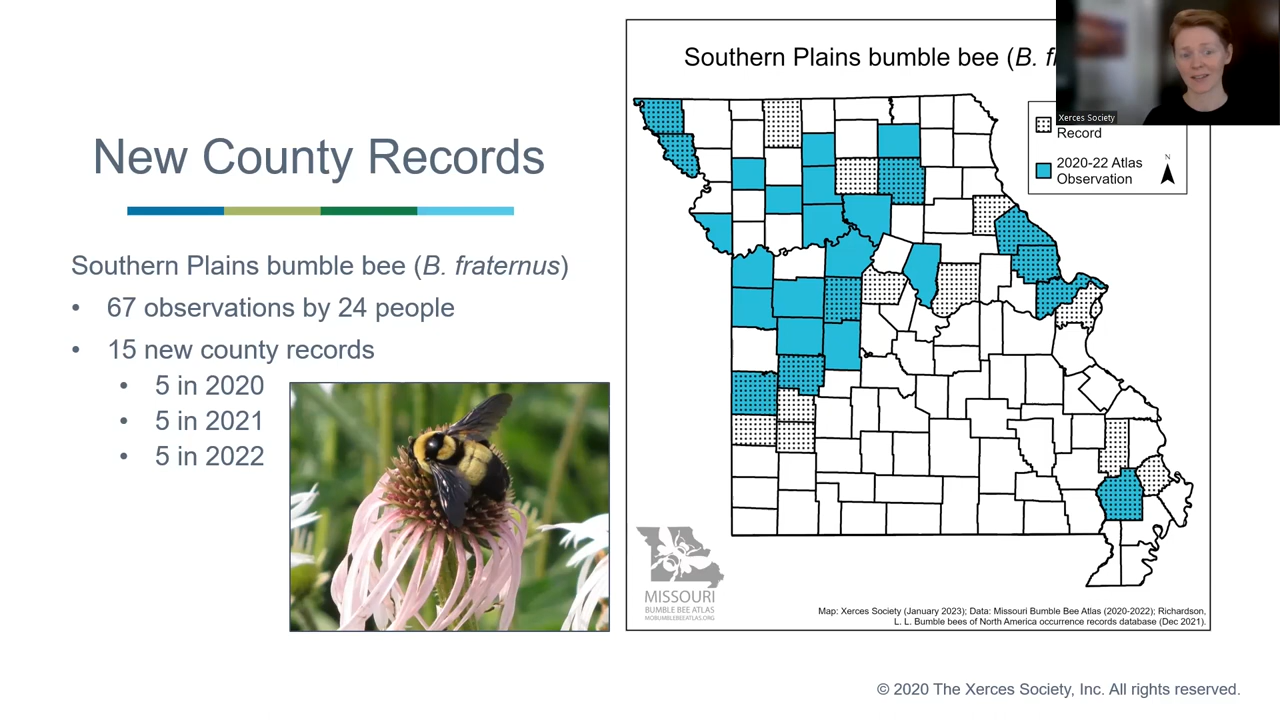 New County Records
Southern Plains bumble bee (B. fraternus)
• 67 observations by 24 people
• 15 new county records
• 5 in 2020
• 5 in 2021
• 5 in 2022
Southern Plains bumble bee (B.
Xerces Society
Record
2020-22 Atlas
Observation
N
MISSOURI
BUMBLE BEE ATLAS
MOBUMBLEBEEATLAS.ORG
Map: Xerces Society (January 2023); Data: Missouri Bumble Bee Atlas (2020-2022); Richardson,
L. L. Bumble bees of North America occurrence records database (Dec 2021).
© 2020 The Xerces Society, Inc. All rights reserved.